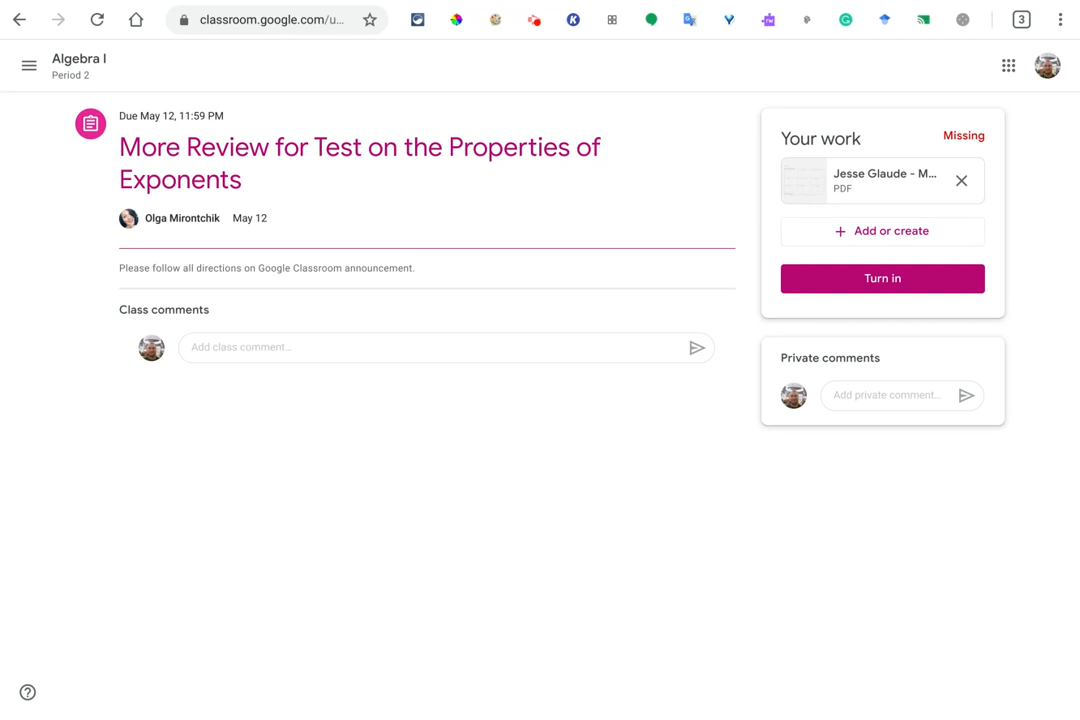 classroom.google.com/u...
3
Algebra I
Period 2
Due May 12, 11:59 PM
More Review for Test on the Properties of
Exponents
Olga Mirontchik May 12
Please follow all directions on Google Classroom announcement.
Class comments
Add class comment...
Your work Missing
Jesse Glaude - M...
PDF
+ Add or create
Turn in
Private comments
Add private comment...